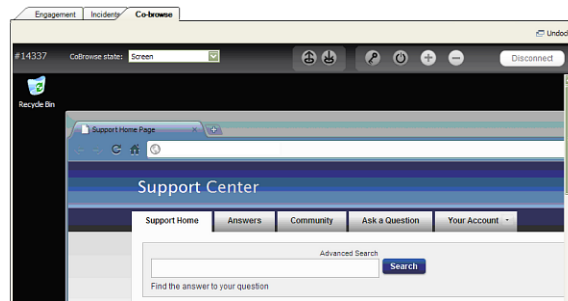 Engagement Incidents Co-browse
Undoc
#14337 CoBrowse state: Screen Disconnect
Recycle Bin
Support Home Page
Support Center
Support Home Answers Community Ask a Question Your Account
Advanced Search
Search
Find the answer to your question